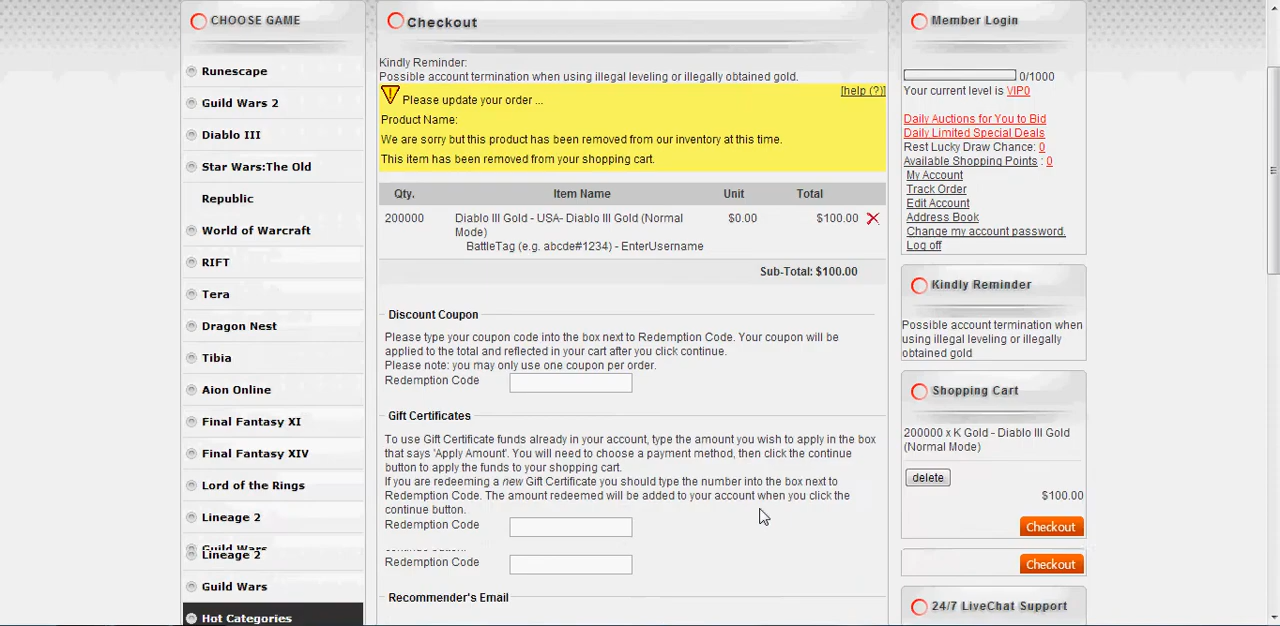 CHOOSE GAME
Runescape
Guild Wars 2
Diablo III
Star Wars:The Old
Republic
World of Warcraft
RIFT
Tera
Dragon Nest
Tibia
Aion Online
Final Fantasy XI
Final Fantasy XIV
Lord of the Rings
Lineage 2
Guild Wars
Lineage 2
Guild Wars
Hot Categories
Checkout
Kindly Reminder:
Possible account termination when using illegal leveling or illegally obtained gold.
Please update your order ...
[help (?)]
Product Name:
We are sorry but this product has been removed from our inventory at this time.
This item has been removed from your shopping cart.
Qty. Item Name Unit Total
200000 Diablo III Gold - USA- Diablo III Gold (Normal $0.00 $100.00
Mode)
BattleTag (e.g. abcde#1234) - EnterUsername
Sub-Total: $100.00
Discount Coupon
Please type your coupon code into the box next to Redemption Code. Your coupon will be
applied to the total and reflected in your cart after you click continue.
Please note: you may only use one coupon per order.
Redemption Code
Gift Certificates
To use Gift Certificate funds already in your account, type the amount you wish to apply in the box
that says 'Apply Amount'. You will need to choose a payment method, then click the continue
button to apply the funds to your shopping cart.
If you are redeeming a new Gift Certificate you should type the number into the box next to
Redemption Code. The amount redeemed will be added to your account when you click the
continue button.
Redemption Code
continue button.
Redemption Code
Recommender's Email
Member Login
0/1000
Your current level is VIP0
Daily Auctions for You to Bid
Daily Limited Special Deals
Rest Lucky Draw Chance: 0
Available Shopping Points : 0
My Account
Track Order
Edit Account
Address Book
Change my account password.
Log off
Kindly Reminder
Possible account termination when
using illegal leveling or illegally
obtained gold
Shopping Cart
200000 x K Gold - Diablo III Gold
(Normal Mode)
delete
$100.00
Checkout
Checkout
24/7 LiveChat Support